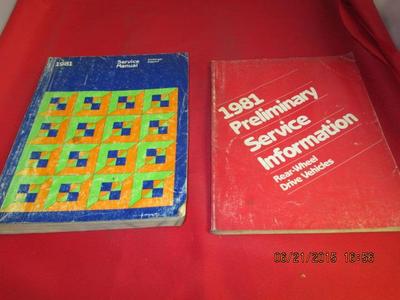 1981
Service
Manual
1981
Preliminary
Service
Information
Rear-Wheel
Drive Vehicles
06/21/2015 16:56